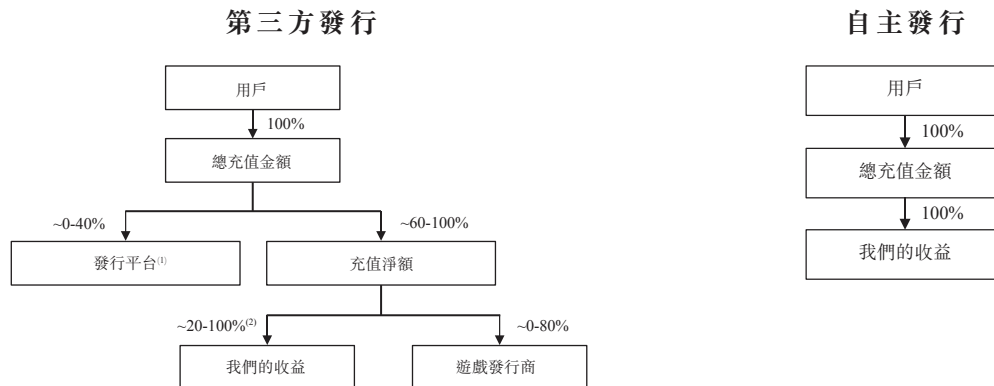 第三方發行
用戶
100%
總充值金額
~0-40%
~60-100%
發行平台(1)
充值淨額
~20-100%(2)
~0-80%
我們的收益
遊戲發行商
自主發行
用戶
100%
總充值金額
100%
我們的收益